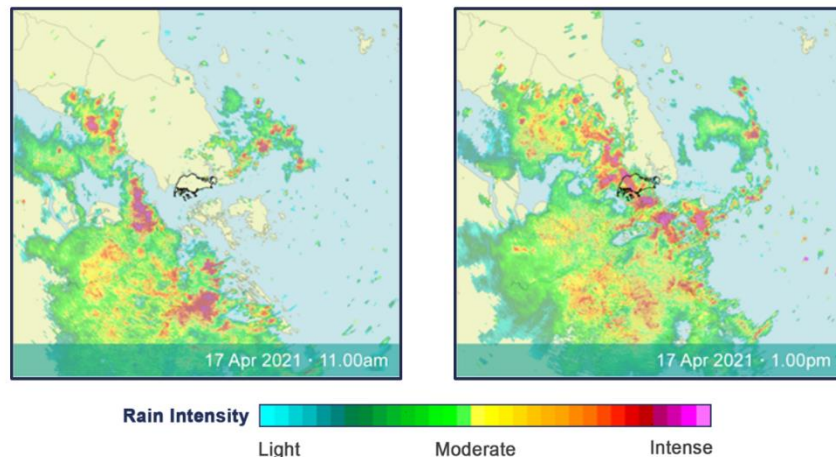 17 Apr 2021 · 11.00am
17 Apr 2021 · 1.00pm
Rain Intensity
Light Moderate Intense